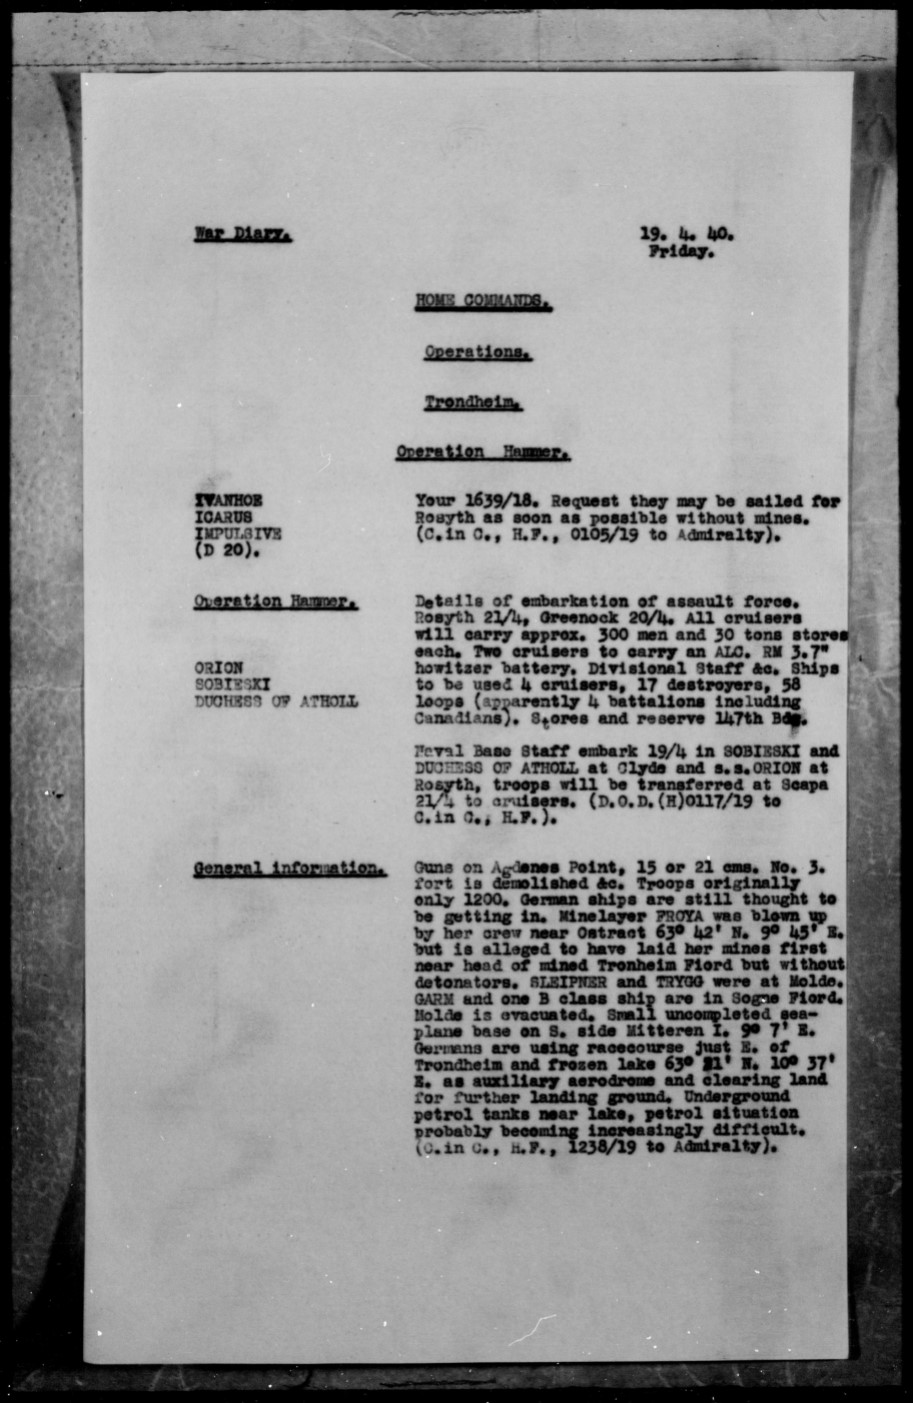 War Diary.
19. 4. 40.
Friday.
HOME COMMANDS.
Operations.
Trondheim.
Operation Hammer.
IVANHOE
ICARUS
IMPULSIVE
(D 20).
Your 1639/18. Request they may be sailed for
Rosyth as soon as possible without mines.
(C.in C., H.F., 0105/19 to Admiralty).
Operation Hammer.
ORION
SOBIESKI
DUCHESS OF ATHOLL
Details of embarkation of assault force.
Rosyth 21/4, Greenock 20/4. All cruisers
will carry approx. 300 men and 30 tons stores
each. Two cruisers to carry an ALC. RM 3.7"
howitzer battery. Divisional Staff &c. Ships
to be used 4 cruisers, 17 destroyers, 58
loops (apparently 4 battalions including
Canadians). Stores and reserve 147th Bdg.
Naval Base Staff embark 19/4 in SOBIESKI and
DUCHESS OF ATHOLL at Clyde and s.s.ORION at
Rosyth, troops will be transferred at Scapa
21/4 to cruisers. (D.O.D.(H)0117/19 to
C.in C., H.F.).
General information.
Guns on Agdenes Point, 15 or 21 cms. No. 3.
fort is demolished &c. Troops originally
only 1200. German ships are still thought to
be getting in. Minelayer FROYA was blown up
by her crew near Ostraat 63° 42' N. 9° 45' E.
but is alleged to have laid her mines first
near head of mined Tronheim Fiord but without
detonators. SLEIPNER and TRYGG were at Molde.
GARM and one B class ship are in Sogne Fiord.
Molde is evacuated. Small uncompleted sea-
plane base on S. side Mitteren I. 9° 7' E.
Germans are using racecourse just E. of
Trondheim and frozen lake 63° 21' N. 10° 37'
E. as auxiliary aerodrome and clearing land
for further landing ground. Underground
petrol tanks near lake, petrol situation
probably becoming increasingly difficult.
(C.in C., H.F., 1238/19 to Admiralty).